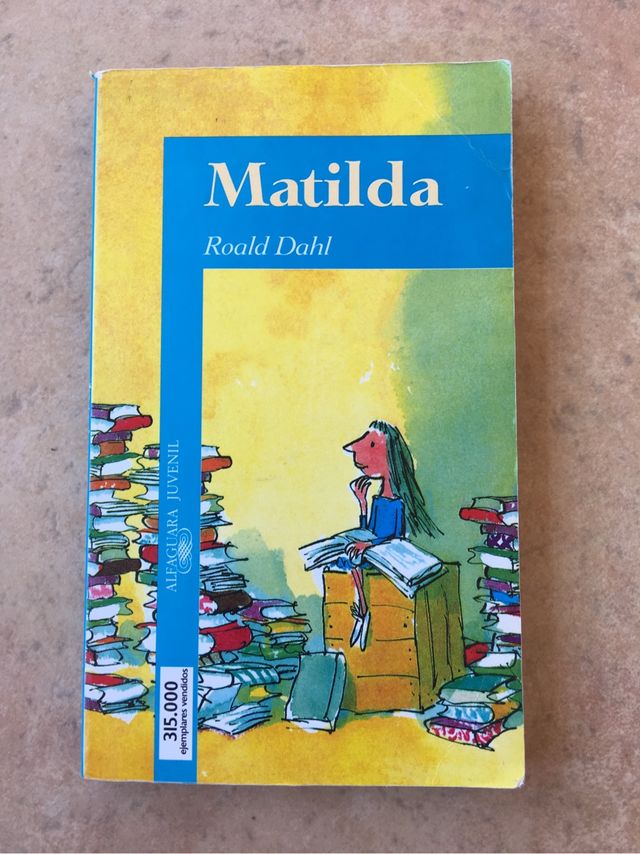 Matilda
Roald Dahl
ALFAGUARA JUVENIL
315.000
ejemplares vendidos